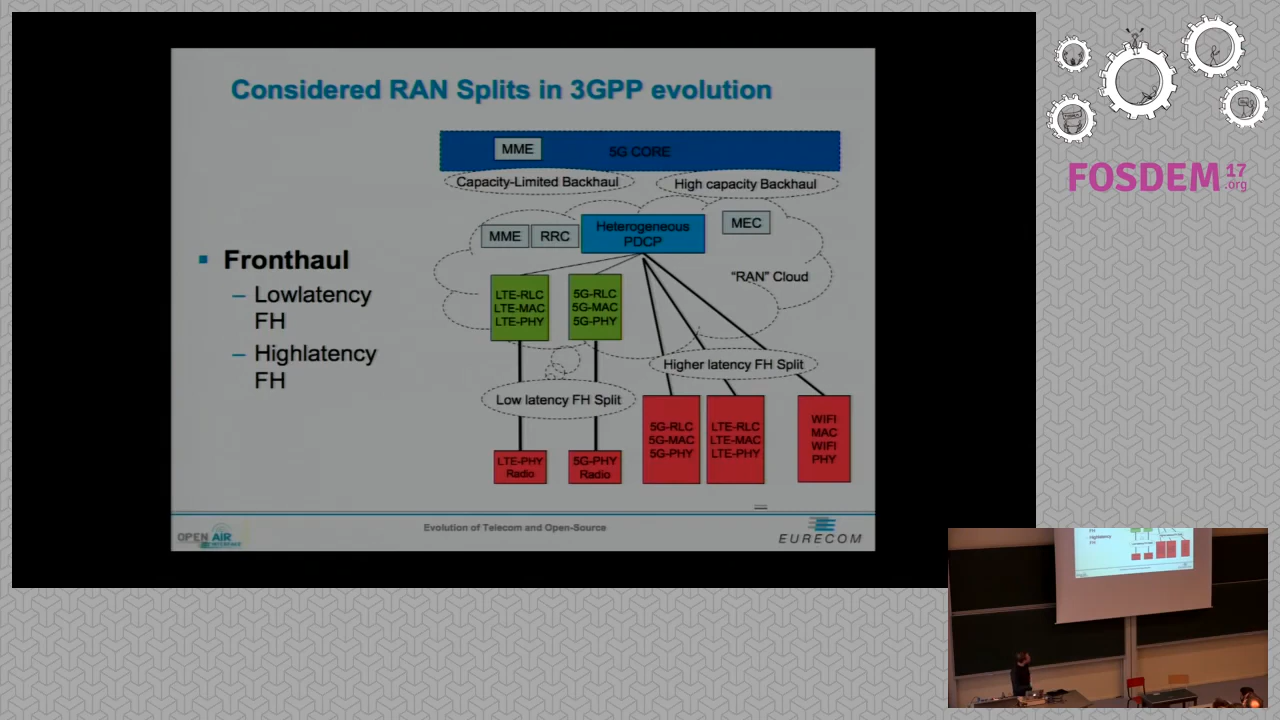 Considered RAN Splits in 3GPP evolution
MME
5G CORE
Capacity-Limited Backhaul
High capacity Backhaul
MME
RRC
Heterogeneous
PDCP
MEC
"RAN" Cloud
Fronthaul
Lowlatency
FH
Highlatency
FH
LTE-RLC
LTE-MAC
LTE-PHY
5G-RLC
5G-MAC
5G-PHY
Higher latency FH Split
Low latency FH Split
5G-RLC
5G-MAC
5G-PHY
LTE-RLC
LTE-MAC
LTE-PHY
WIFI
MAC
WIFI
PHY
LTE-PHY
Radio
5G-PHY
Radio
OPEN AIR
INTERFACE
Evolution of Telecom and Open-Source
EURECOM
FOSDEM 17
.org